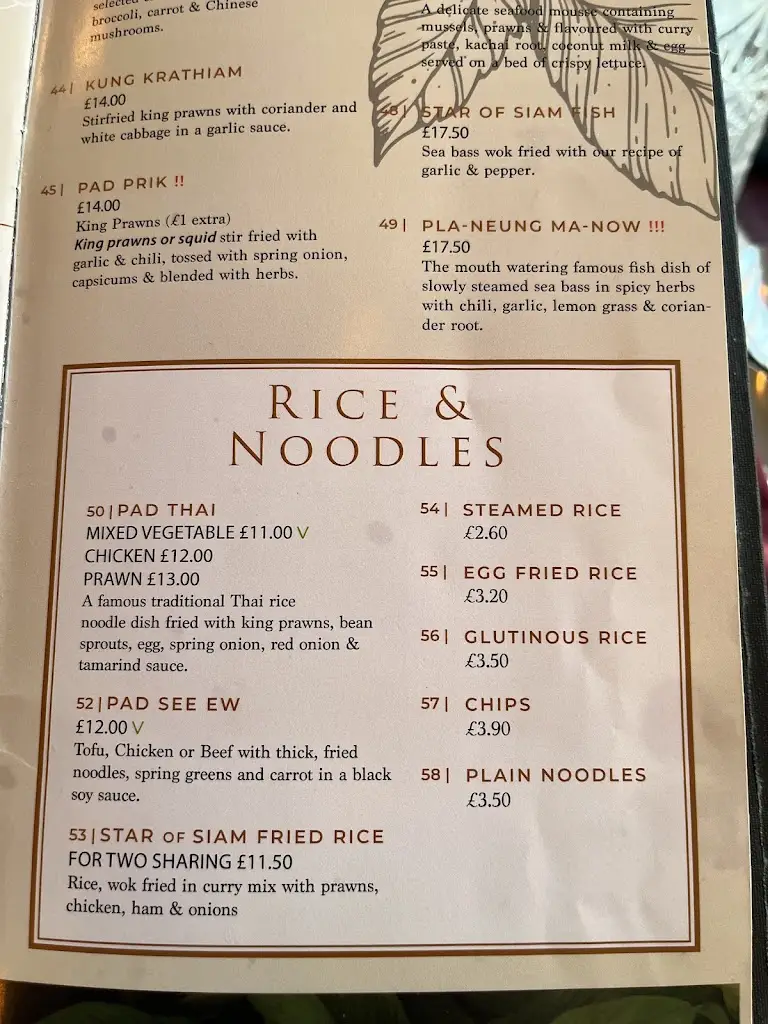 selected
broccoli, carrot & Chinese
mushrooms.
44| KUNG KRATHIAM
£14.00
Stirfried king prawns with coriander and
white cabbage in a garlic sauce.
45| PAD PRIK !!
£14.00
King Prawns (£1 extra)
King prawns or squid stir fried with
garlic & chili, tossed with spring onion,
capsicums & blended with herbs.
A delicate seafood mousse containing
mussels, prawns & flavoured with curry
paste, kachai root, coconut milk & egg
served on a bed of crispy lettuce.
48| STAR OF SIAM FISH
£17.50
Sea bass wok fried with our recipe of
garlic & pepper.
49| PLA-NEUNG MA-NOW !!!
£17.50
The mouth watering famous fish dish of
slowly steamed sea bass in spicy herbs
with chili, garlic, lemon grass & corian-
der root.
RICE &
NOODLES
50| PAD THAI
MIXED VEGETABLE £11.00 V
CHICKEN £12.00
PRAWN £13.00
A famous traditional Thai rice
noodle dish fried with king prawns, bean
sprouts, egg, spring onion, red onion &
tamarind sauce.
52| PAD SEE EW
£12.00 V
Tofu, Chicken or Beef with thick, fried
noodles, spring greens and carrot in a black
soy sauce.
53| STAR OF SIAM FRIED RICE
FOR TWO SHARING £11.50
Rice, wok fried in curry mix with prawns,
chicken, ham & onions
54| STEAMED RICE
£2.60
55| EGG FRIED RICE
£3.20
56| GLUTINOUS RICE
£3.50
57| CHIPS
£3.90
58| PLAIN NOODLES
£3.50